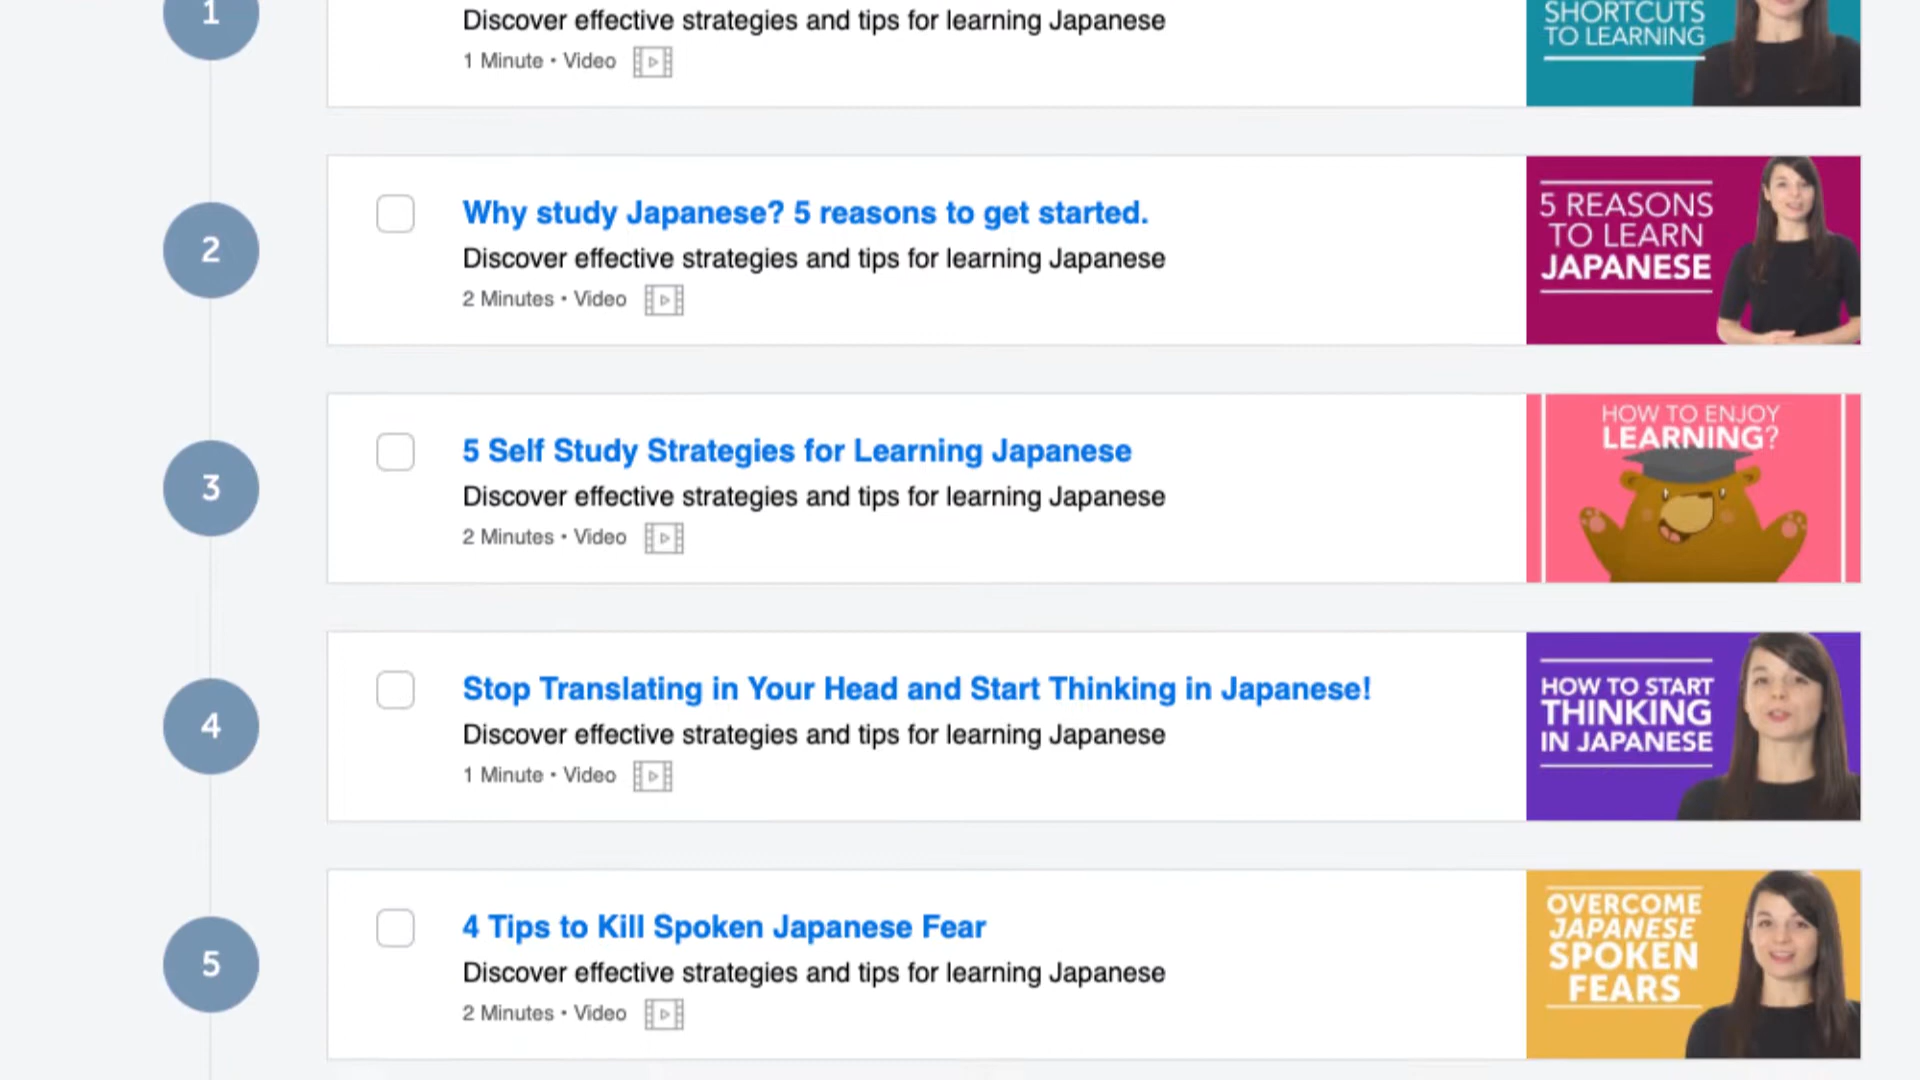 1
Discover effective strategies and tips for learning Japanese
1 Minute • Video
SHORTCUTS
TO LEARNING
2
Why study Japanese? 5 reasons to get started.
Discover effective strategies and tips for learning Japanese
2 Minutes • Video
5 REASONS
TO LEARN
JAPANESE
3
5 Self Study Strategies for Learning Japanese
Discover effective strategies and tips for learning Japanese
2 Minutes • Video
HOW TO ENJOY
LEARNING?
4
Stop Translating in Your Head and Start Thinking in Japanese!
Discover effective strategies and tips for learning Japanese
1 Minute • Video
HOW TO START
THINKING
IN JAPANESE
5
4 Tips to Kill Spoken Japanese Fear
Discover effective strategies and tips for learning Japanese
2 Minutes • Video
OVERCOME
JAPANESE
SPOKEN
FEARS